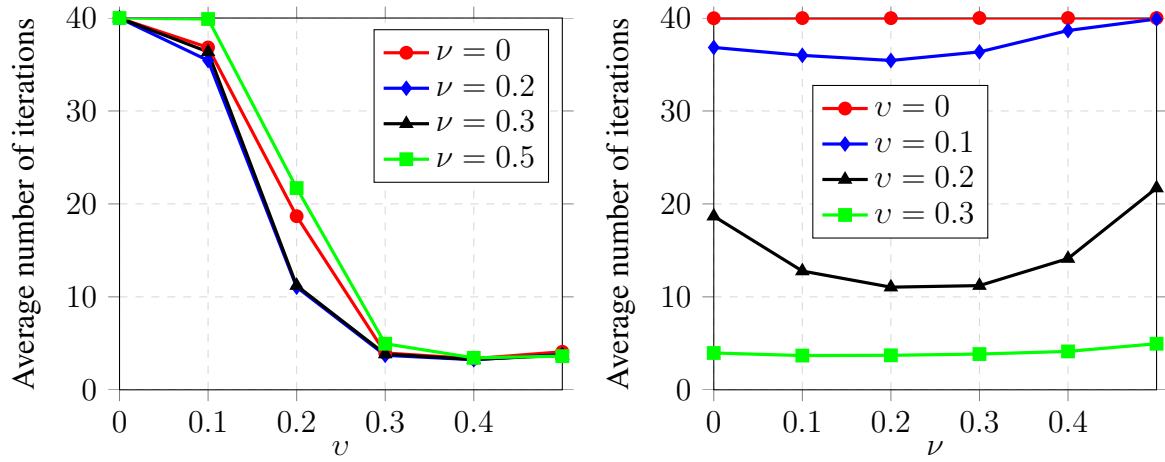 Average number of iterations
40
30
20
10
0
0
0.1
0.2
0.3
0.4
υ
ν = 0
ν = 0.2
ν = 0.3
ν = 0.5
Average number of iterations
40
30
20
10
0
0
0.1
0.2
0.3
0.4
ν
υ = 0
υ = 0.1
υ = 0.2
υ = 0.3